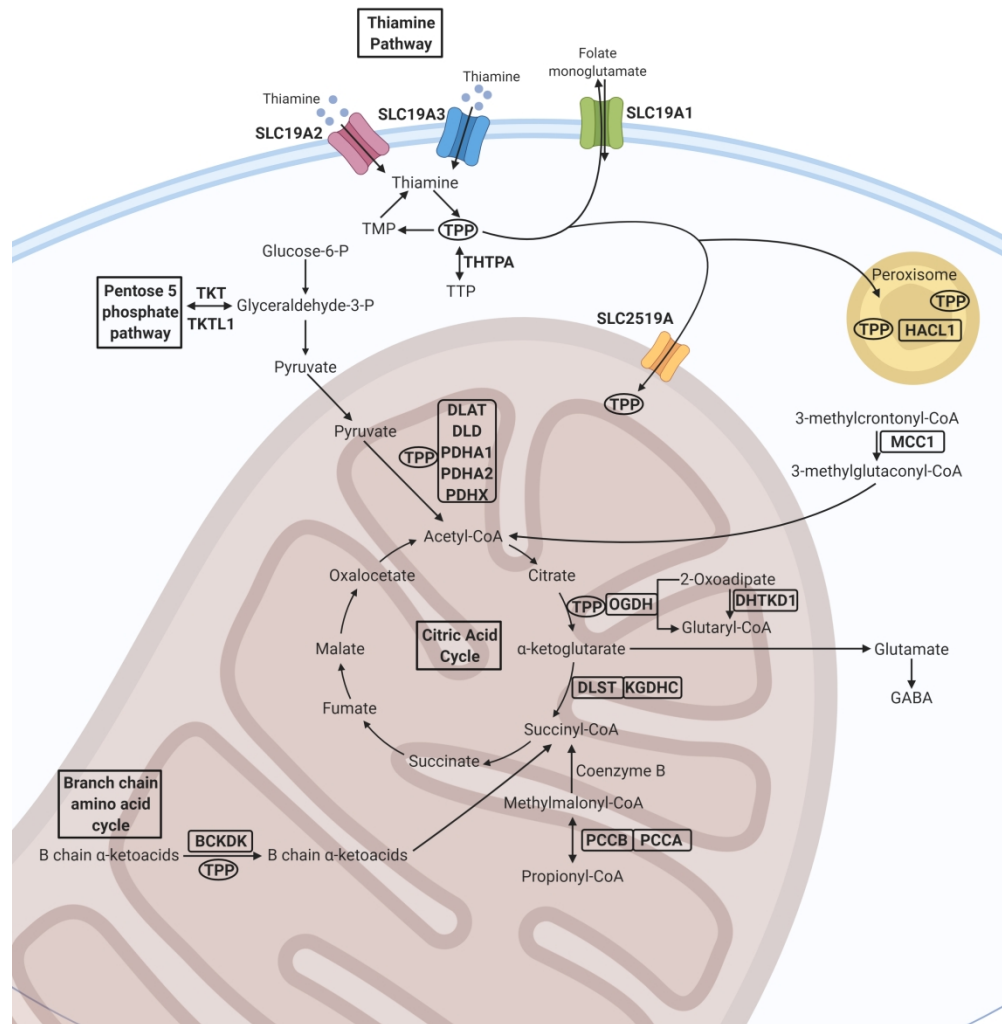 Thiamine
Pathway
Folate
monoglutamate
Thiamine
Thiamine
SLC19A2
SLC19A3
SLC19A1
Thiamine
TMP
TPP
THTPA
TTP
Glucose-6-P
Pentose 5
phosphate
pathway
TKT
TKTL1
Glyceraldehyde-3-P
Pyruvate
Peroxisome
TPP
TPP
HACL1
SLC2519A
TPP
Pyruvate
TPP
DLAT
DLD
PDHA1
PDHA2
PDHX
3-methylcrontonyl-CoA
MCC1
3-methylglutaconyl-CoA
Acetyl-CoA
Oxalocetate
Citrate
TPP
OGDH
2-Oxoadipate
DHTKD1
Glutaryl-CoA
Citric Acid
Cycle
Malate
α-ketoglutarate
Glutamate
GABA
DLST
KGDHC
Fumate
Succinyl-CoA
Succinate
Coenzyme B
Methylmalonyl-CoA
PCCB
PCCA
Propionyl-CoA
Branch chain
amino acid
cycle
B chain α-ketoacids
BCKDK
TPP
B chain α-ketoacids